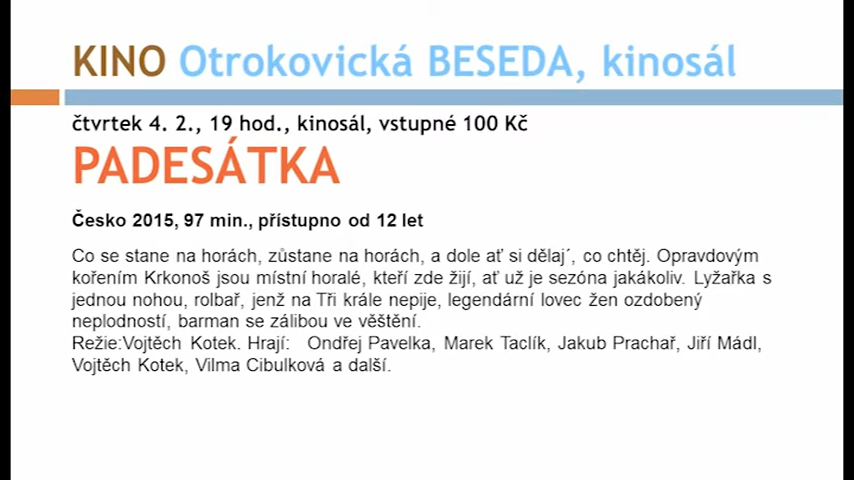 KINO Otrokovická BESEDA, kinosál
čtvrtek 4. 2., 19 hod., kinosál, vstupné 100 Kč
PADESÁTKA
Česko 2015, 97 min., přístupno od 12 let
Co se stane na horách, zůstane na horách, a dole ať si dělaj´, co chtěj. Opravdovým
kořením Krkonoš jsou místní horalé, kteří zde žijí, ať už je sezóna jakákoliv. Lyžařka s
jednou nohou, rolbař, jenž na Tři krále nepije, legendární lovec žen ozdobený
neplodností, barman se zálibou ve věštění.
Režie:Vojtěch Kotek. Hrají: Ondřej Pavelka, Marek Taclík, Jakub Prachař, Jiří Mádl,
Vojtěch Kotek, Vilma Cibulková a další.